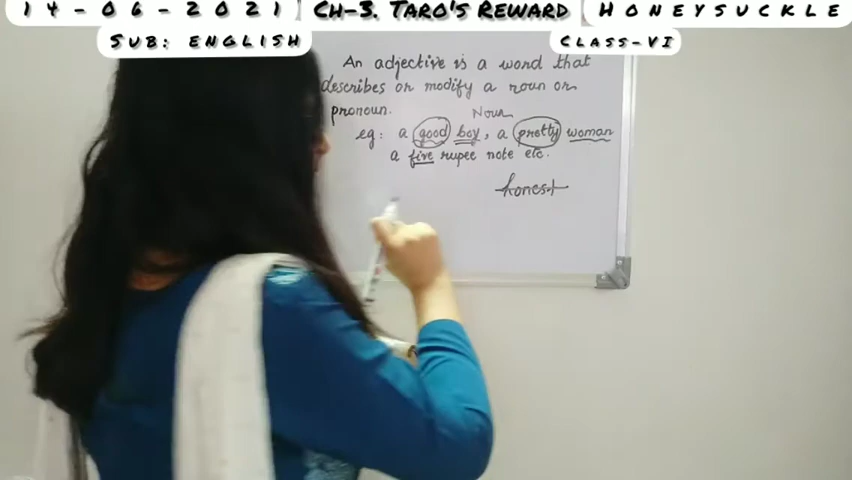 14-06-2021 CH-3. TARO'S REWARD HONEYSUCKLE
SUB: ENGLISH CLASS-VI
An adjective is a word that
describes or modify a noun or
pronoun. Noun
eg: a good boy, a pretty woman
a five rupee note etc.
honest